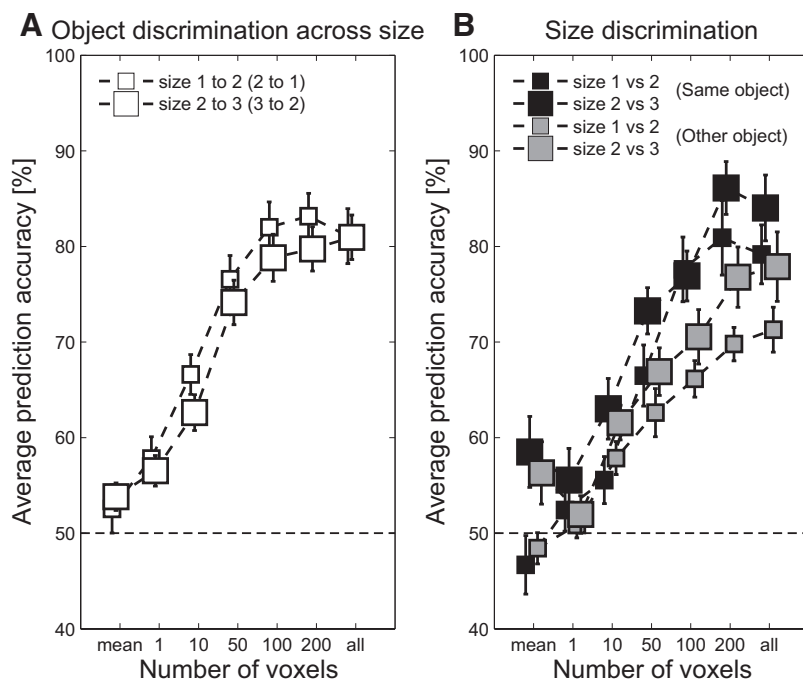 A Object discrimination across size
100
90
80
70
60
50
40
Average prediction accuracy [%]
size 1 to 2 (2 to 1)
size 2 to 3 (3 to 2)
mean 1 10 50 100 200 all
Number of voxels
B Size discrimination
100
90
80
70
60
50
40
Average prediction accuracy [%]
size 1 vs 2
size 2 vs 3
(Same object)
size 1 vs 2
size 2 vs 3
(Other object)
mean 1 10 50 100 200 all
Number of voxels